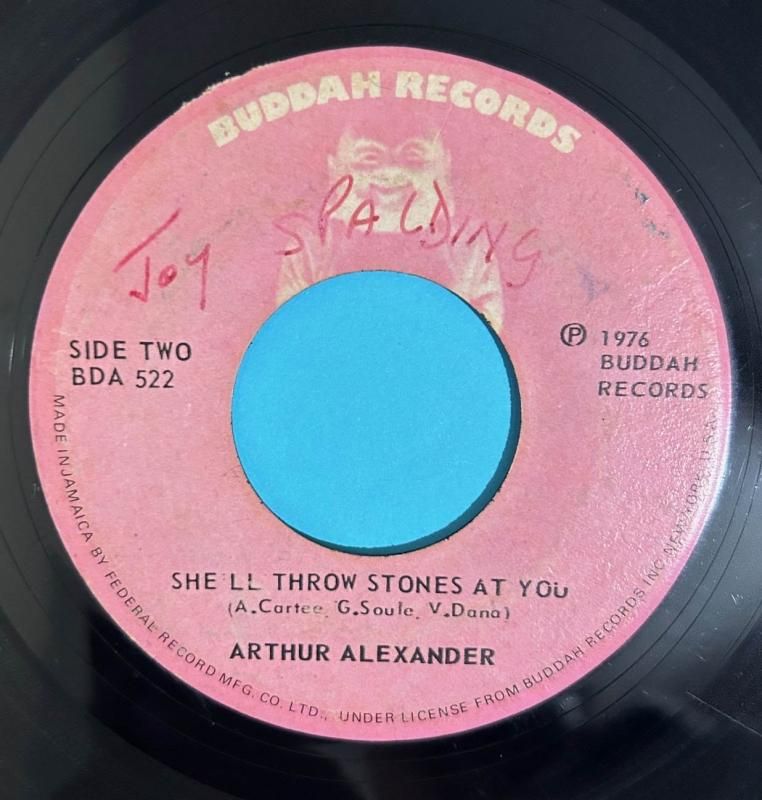 BUDDAH RECORDS
Joy SPALDING
SIDE TWO
BDA 522
℗ 1976
BUDDAH
RECORDS
SHE'LL THROW STONES AT YOU
(A.Cartee, G.Soule, V.Dana)
ARTHUR ALEXANDER
MADE IN JAMAICA BY FEDERAL RECORD MFG. CO. LTD., UNDER LICENSE FROM BUDDAH RECORDS INC. NEW YORK, U.S.A.